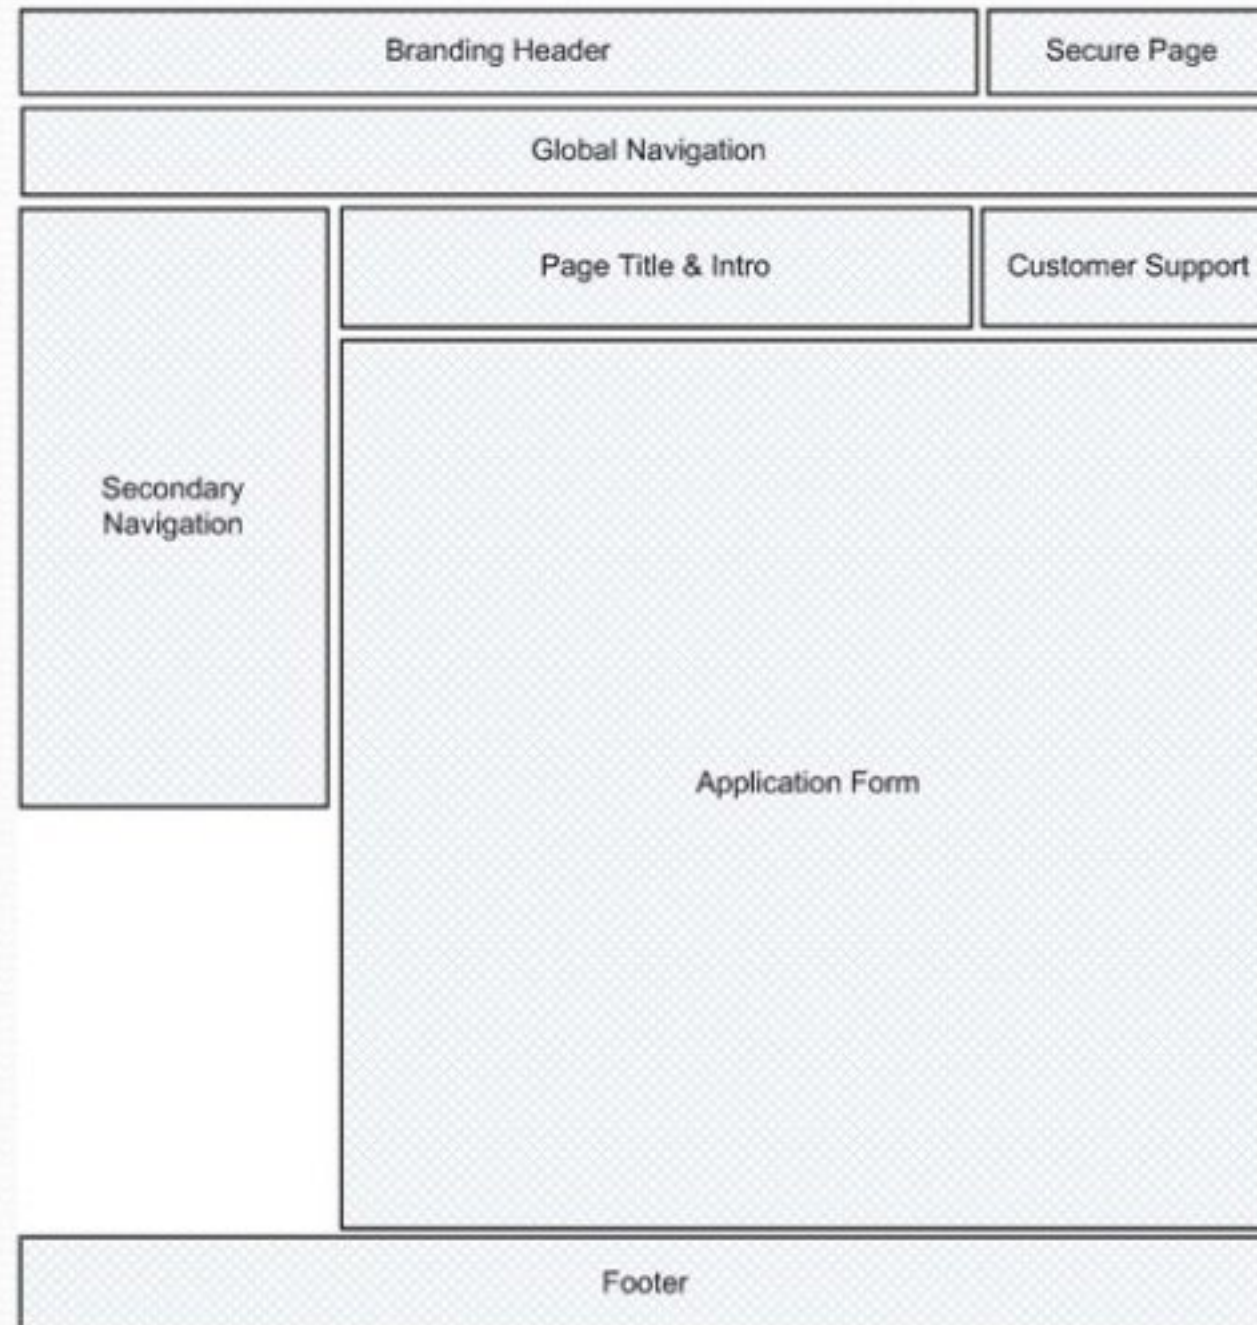 Branding Header
Secure Page
Global Navigation
Page Title & Intro
Customer Support
Secondary
Navigation
Application Form
Footer